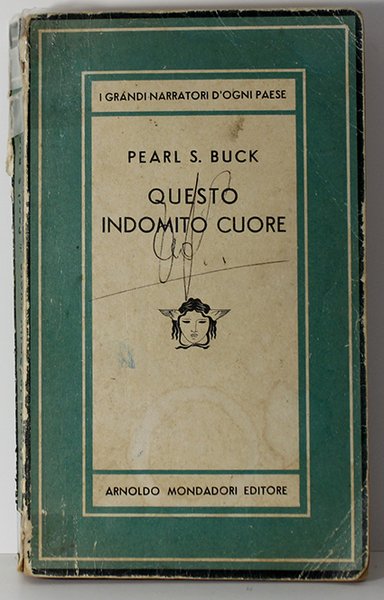 I GRANDI NARRATORI D'OGNI PAESE
PEARL S. BUCK
QUESTO
INDOMITO CUORE
ARNOLDO MONDADORI EDITORE